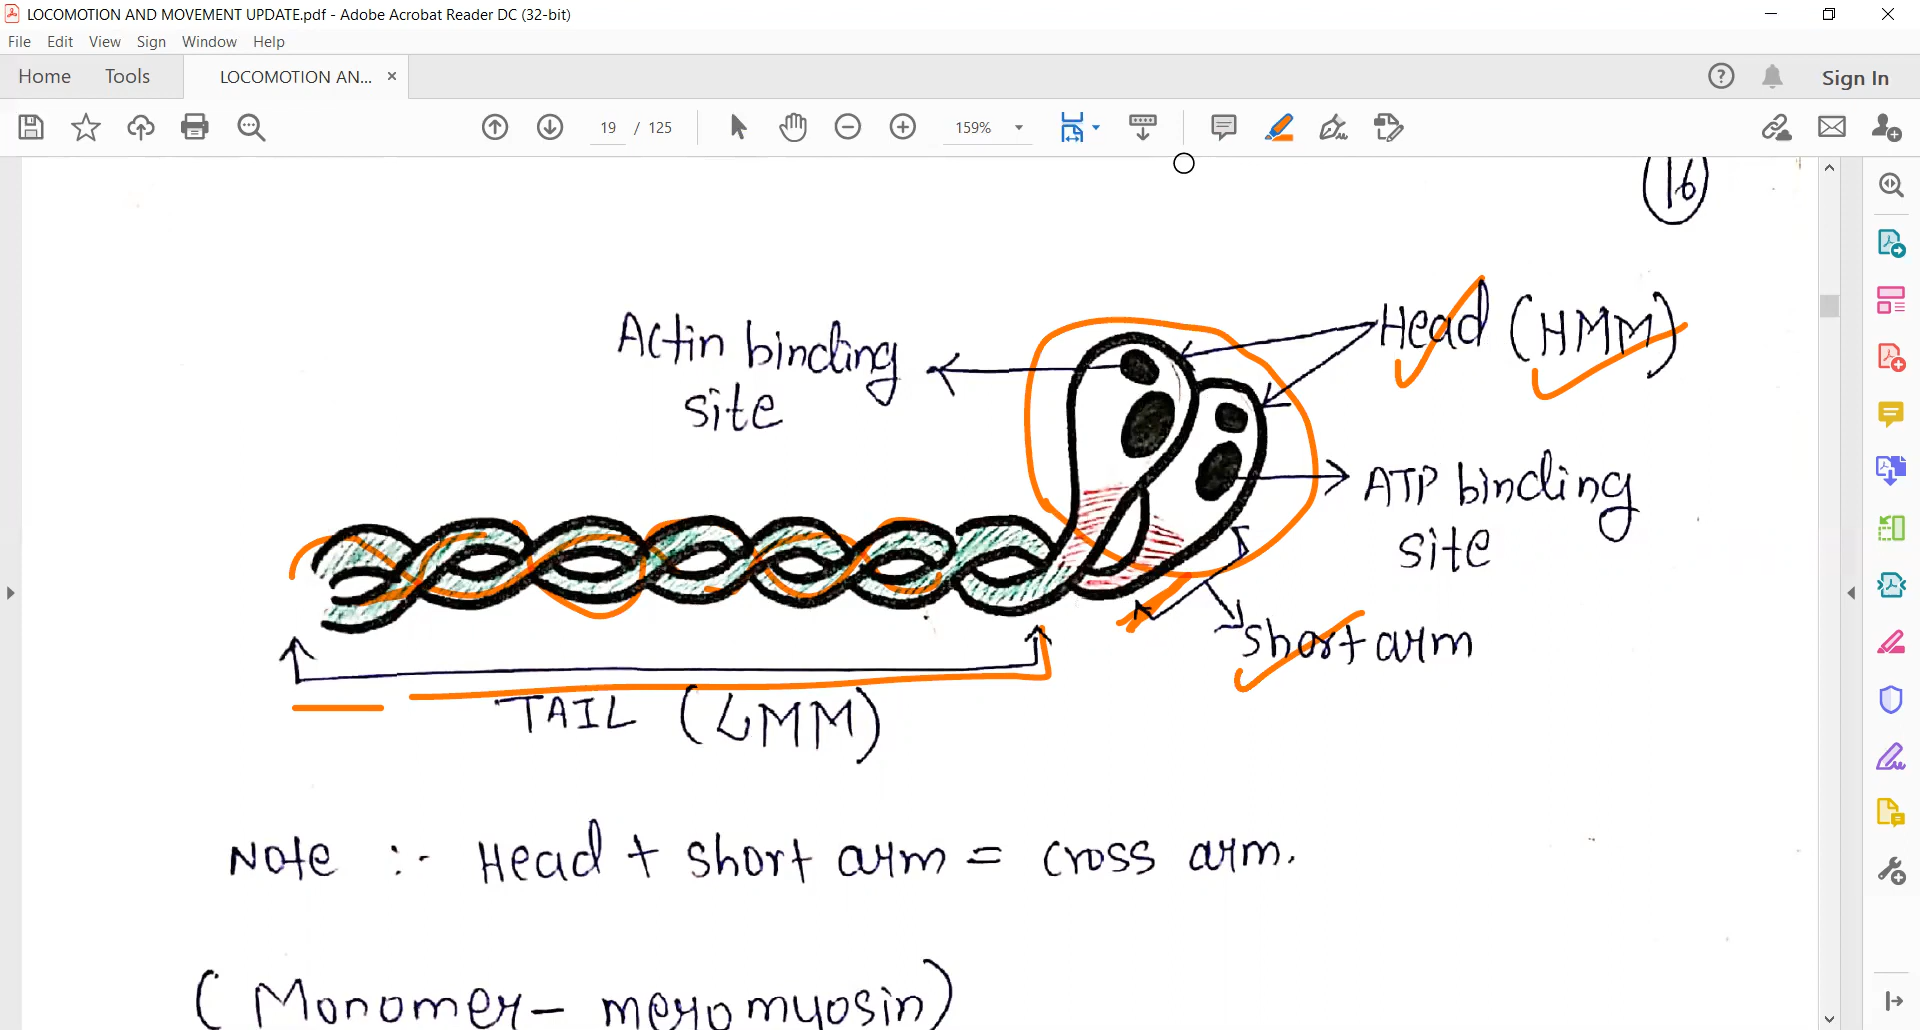 LOCOMOTION AND MOVEMENT UPDATE.pdf - Adobe Acrobat Reader DC (32-bit)
File Edit View Sign Window Help
Home Tools LOCOMOTION AN... × Sign In
19 / 125 159%
16
Actin binding
site
Head (HMM)
ATP binding
site
Short arm
TAIL (LMM)
Note :- Head + short arm = cross arm.
(Monomer - meromyosin)